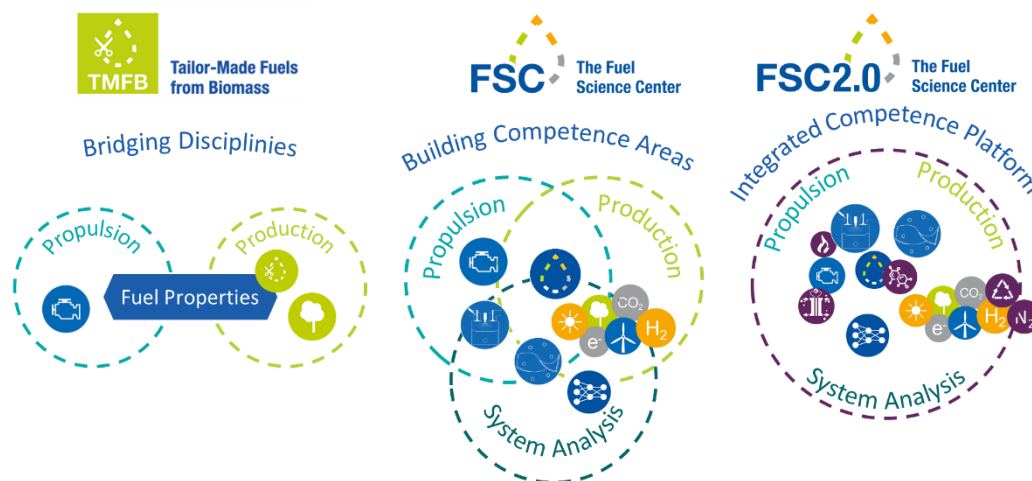 TMFB
Tailor-Made Fuels
from Biomass
Bridging Disciplinies
Propulsion
Production
Fuel Properties
FSC
The Fuel
Science Center
Building Competence Areas
Propulsion
Production
CO₂
e⁻
H₂
System Analysis
FSC2.0
The Fuel
Science Center
Integrated Competence Platform
Propulsion
Production
CO₂
e⁻
H₂
N₂
System Analysis